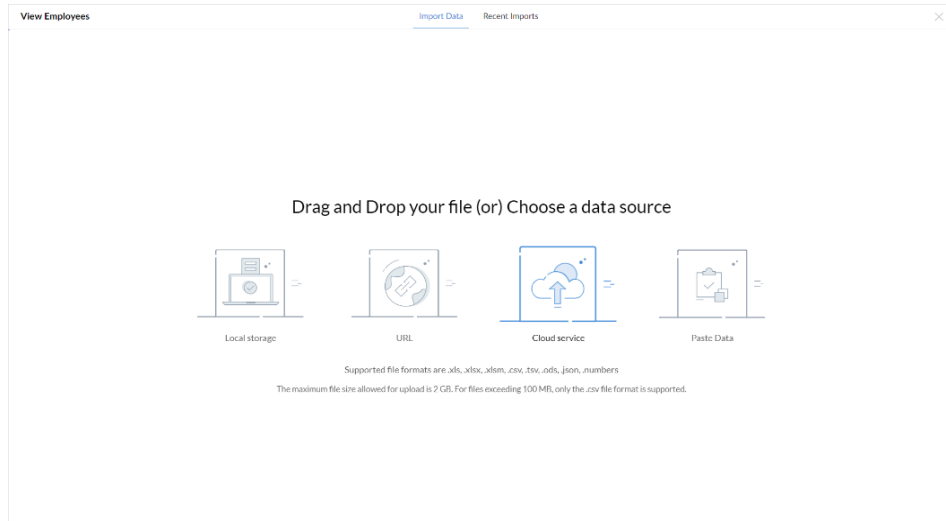 View Employees
Import Data
Recent Imports
Drag and Drop your file (or) Choose a data source
Local storage
URL
Cloud service
Paste Data
Supported file formats are .xls, .xlsx, .xlsm, .csv, .tsv, .ods, .json, .numbers
The maximum file size allowed for upload is 2 GB. For files exceeding 100 MB, only the .csv file format is supported.